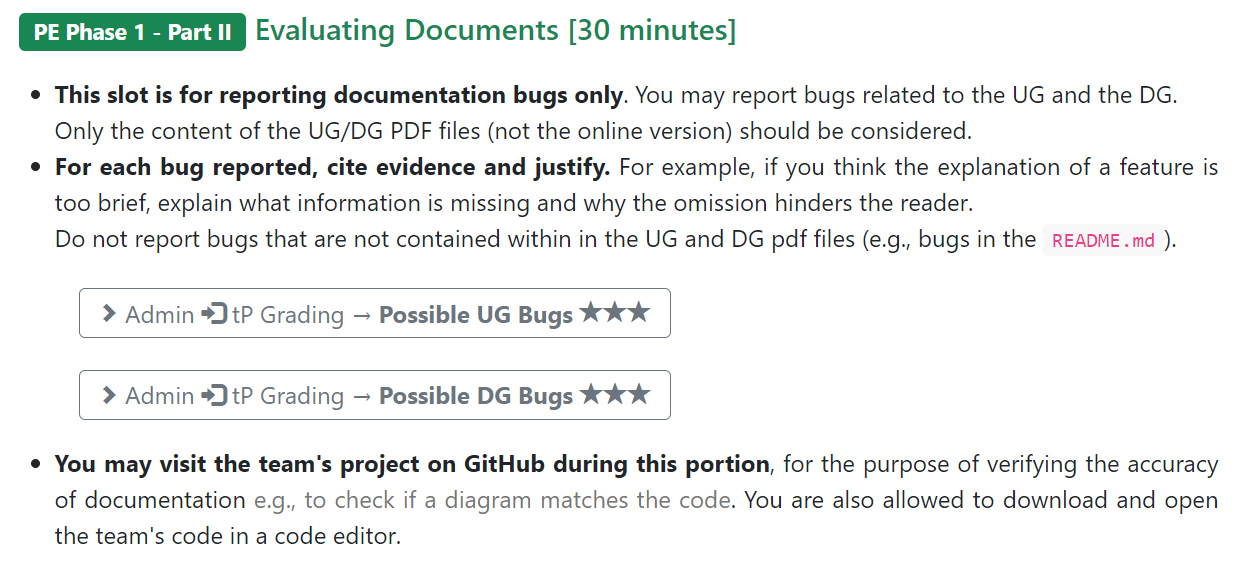 PE Phase 1 - Part II Evaluating Documents [30 minutes]
This slot is for reporting documentation bugs only. You may report bugs related to the UG and the DG.
Only the content of the UG/DG PDF files (not the online version) should be considered.
For each bug reported, cite evidence and justify. For example, if you think the explanation of a feature is
too brief, explain what information is missing and why the omission hinders the reader.
Do not report bugs that are not contained within in the UG and DG pdf files (e.g., bugs in the README.md ).
Admin tP Grading → Possible UG Bugs ★★★
Admin tP Grading → Possible DG Bugs ★★★
You may visit the team's project on GitHub during this portion, for the purpose of verifying the accuracy
of documentation e.g., to check if a diagram matches the code. You are also allowed to download and open
the team's code in a code editor.